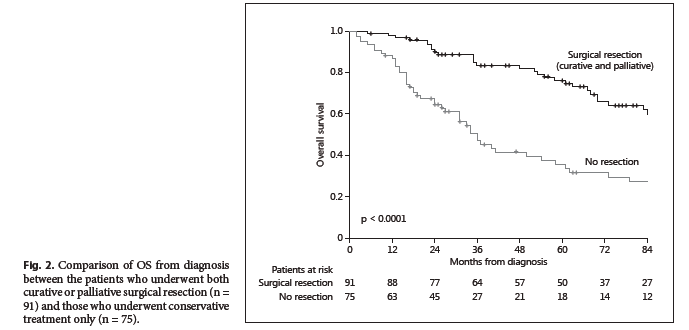 Fig. 2. Comparison of OS from diagnosis
between the patients who underwent both
curative or palliative surgical resection (n =
91) and those who underwent conservative
treatment only (n = 75).
Overall survival
1.0
0.8
0.6
0.4
0.2
0
Surgical resection
(curative and palliative)
No resection
p < 0.0001
0 12 24 36 48 60 72 84
Months from diagnosis
Patients at risk
Surgical resection 91 88 77 64 57 50 37 27
No resection 75 63 45 27 21 18 14 12